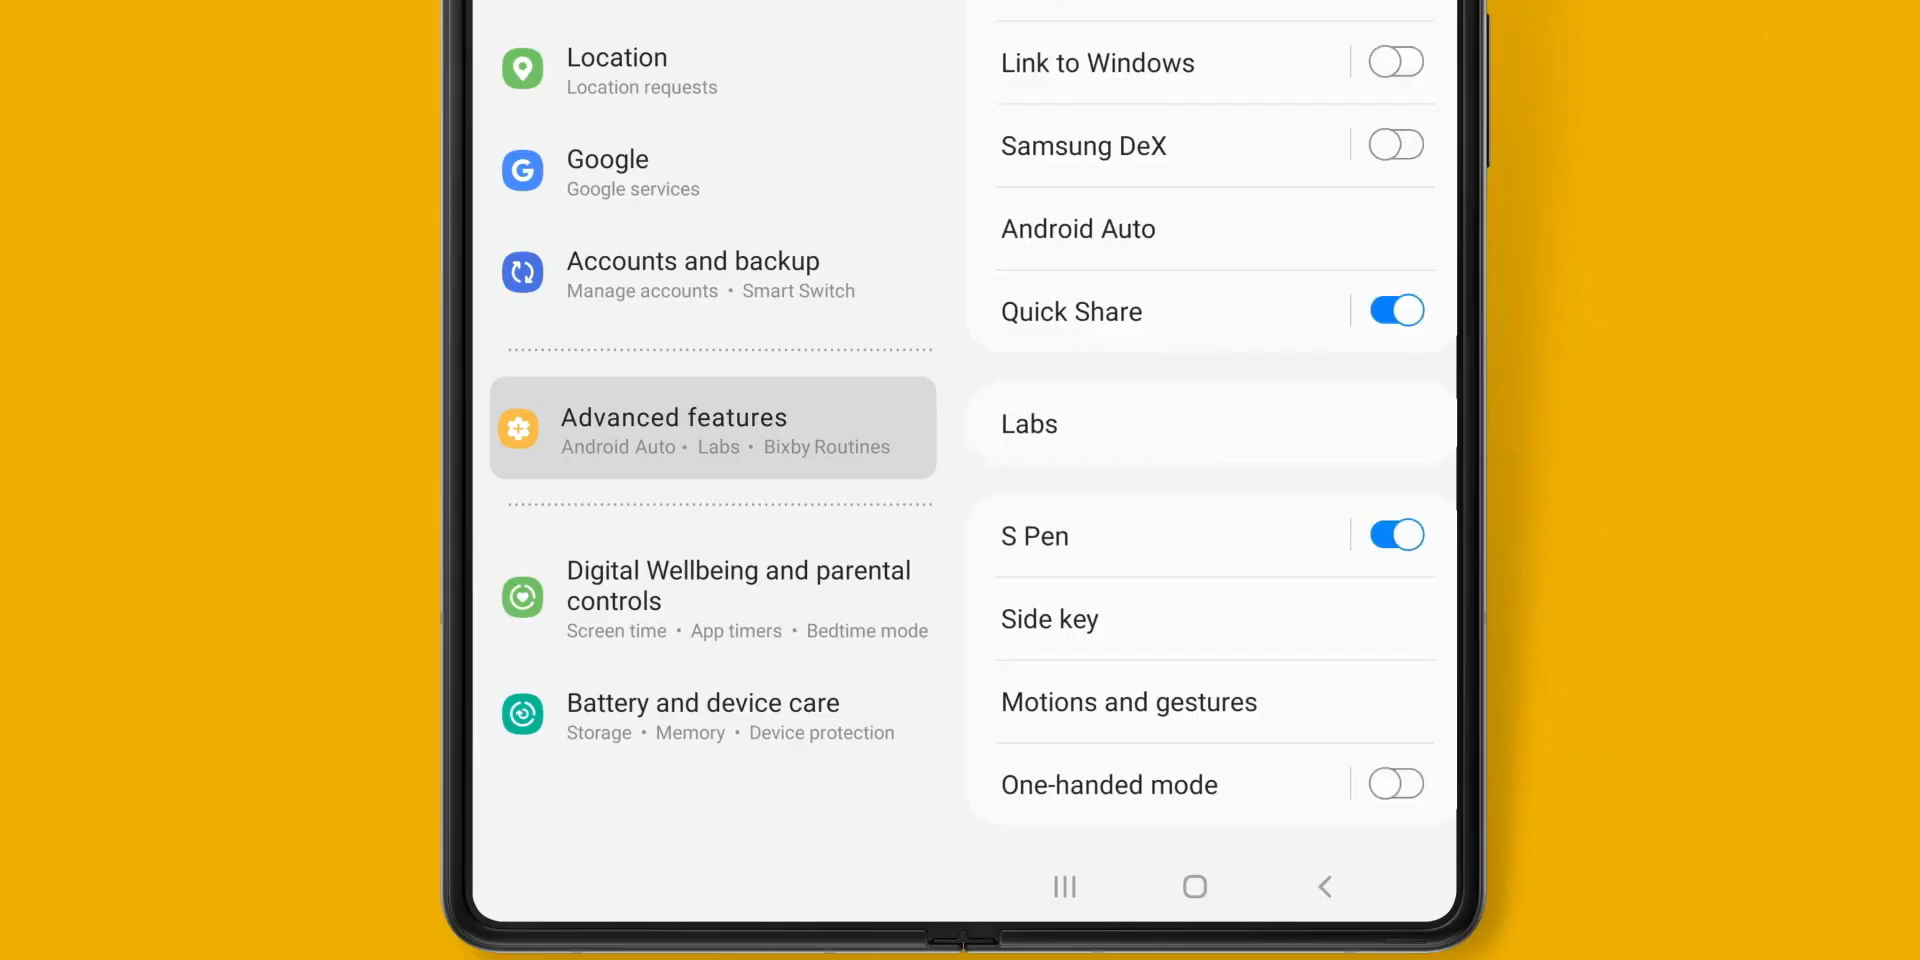 Location
Location requests
Google
Google services
Accounts and backup
Manage accounts • Smart Switch
Advanced features
Android Auto • Labs • Bixby Routines
Digital Wellbeing and parental
controls
Screen time • App timers • Bedtime mode
Battery and device care
Storage • Memory • Device protection
Link to Windows
Samsung DeX
Android Auto
Quick Share
Labs
S Pen
Side key
Motions and gestures
One-handed mode